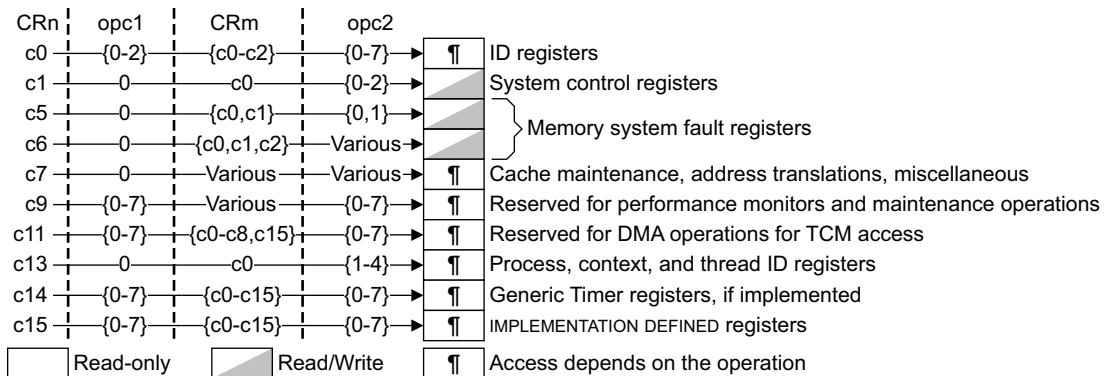 CRn opc1 CRm opc2
c0 {0-2} {c0-c2} {0-7} ¶ ID registers
c1 0 c0 {0-2} System control registers
c5 0 {c0,c1} {0,1}
Memory system fault registers
c6 0 {c0,c1,c2} Various
c7 0 Various Various ¶ Cache maintenance, address translations, miscellaneous
c9 {0-7} Various {0-7} ¶ Reserved for performance monitors and maintenance operations
c11 {0-7} {c0-c8,c15} {0-7} ¶ Reserved for DMA operations for TCM access
c13 0 c0 {1-4} ¶ Process, context, and thread ID registers
c14 {0-7} {c0-c15} {0-7} ¶ Generic Timer registers, if implemented
c15 {0-7} {c0-c15} {0-7} ¶ IMPLEMENTATION DEFINED registers
Read-only Read/Write ¶ Access depends on the operation